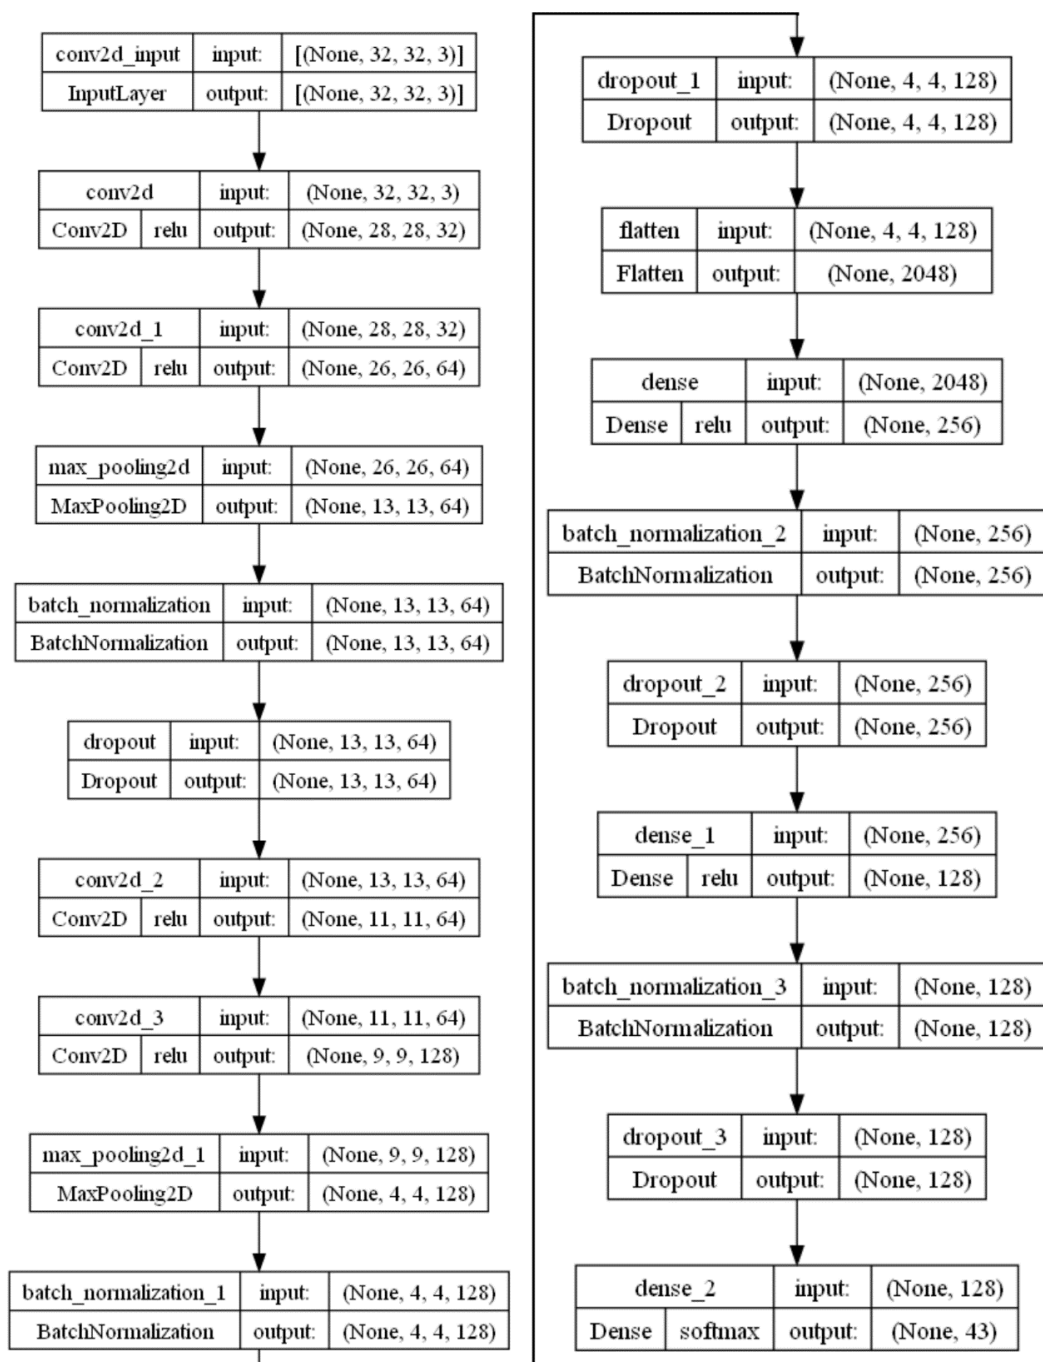 conv2d_input input: [(None, 32, 32, 3)]
InputLayer output: [(None, 32, 32, 3)]
conv2d input: (None, 32, 32, 3)
Conv2D relu output: (None, 28, 28, 32)
conv2d_1 input: (None, 28, 28, 32)
Conv2D relu output: (None, 26, 26, 64)
max_pooling2d input: (None, 26, 26, 64)
MaxPooling2D output: (None, 13, 13, 64)
batch_normalization input: (None, 13, 13, 64)
BatchNormalization output: (None, 13, 13, 64)
dropout input: (None, 13, 13, 64)
Dropout output: (None, 13, 13, 64)
conv2d_2 input: (None, 13, 13, 64)
Conv2D relu output: (None, 11, 11, 64)
conv2d_3 input: (None, 11, 11, 64)
Conv2D relu output: (None, 9, 9, 128)
max_pooling2d_1 input: (None, 9, 9, 128)
MaxPooling2D output: (None, 4, 4, 128)
batch_normalization_1 input: (None, 4, 4, 128)
BatchNormalization output: (None, 4, 4, 128)
dropout_1 input: (None, 4, 4, 128)
Dropout output: (None, 4, 4, 128)
flatten input: (None, 4, 4, 128)
Flatten output: (None, 2048)
dense input: (None, 2048)
Dense relu output: (None, 256)
batch_normalization_2 input: (None, 256)
BatchNormalization output: (None, 256)
dropout_2 input: (None, 256)
Dropout output: (None, 256)
dense_1 input: (None, 256)
Dense relu output: (None, 128)
batch_normalization_3 input: (None, 128)
BatchNormalization output: (None, 128)
dropout_3 input: (None, 128)
Dropout output: (None, 128)
dense_2 input: (None, 128)
Dense softmax output: (None, 43)